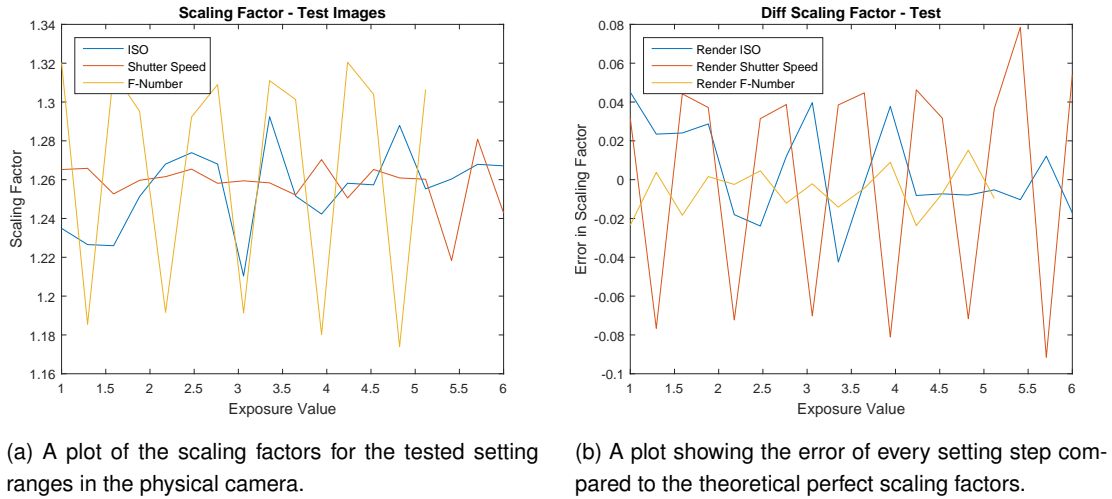 Scaling Factor - Test Images
1.34
1.32
1.3
1.28
1.26
1.24
1.22
1.2
1.18
1.16
Scaling Factor
ISO
Shutter Speed
F-Number
1 1.5 2 2.5 3 3.5 4 4.5 5 5.5 6
Exposure Value
(a) A plot of the scaling factors for the tested setting
ranges in the physical camera.
Diff Scaling Factor - Test
0.08
0.06
0.04
0.02
0
-0.02
-0.04
-0.06
-0.08
-0.1
Error in Scaling Factor
Render ISO
Render Shutter Speed
Render F-Number
1 1.5 2 2.5 3 3.5 4 4.5 5 5.5 6
Exposure Value
(b) A plot showing the error of every setting step com-
pared to the theoretical perfect scaling factors.